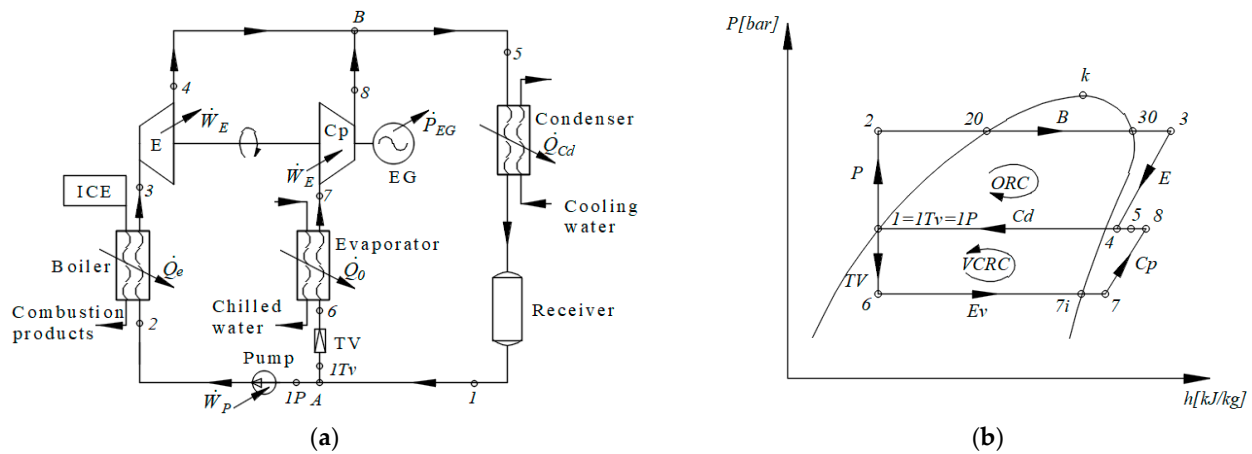 B
5
4
8
Ẇ_E
Cp
Ṗ_EG
Condenser
Q̇_Cd
E
Ẇ_E
EG
3
7
ICE
Cooling
water
Boiler
Q̇_e
Evaporator
Q̇_0
Receiver
Combustion
products
2
Chilled
water
6
TV
Pump
1Tv
Ẇ_P
1P
A
1
(a)
P[bar]
k
2
20
B
30
3
P
ORC
E
1=1Tv=1P
Cd
4
5
8
TV
VCRC
Cp
6
Ev
7i
7
h[kJ/kg]
(b)